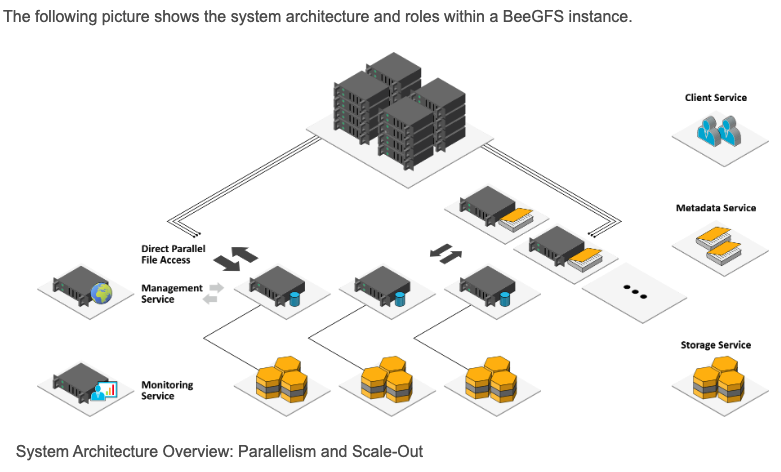 The following picture shows the system architecture and roles within a BeeGFS instance.
Client Service
Metadata Service
Direct Parallel
File Access
Management
Service
Storage Service
Monitoring
Service
System Architecture Overview: Parallelism and Scale-Out